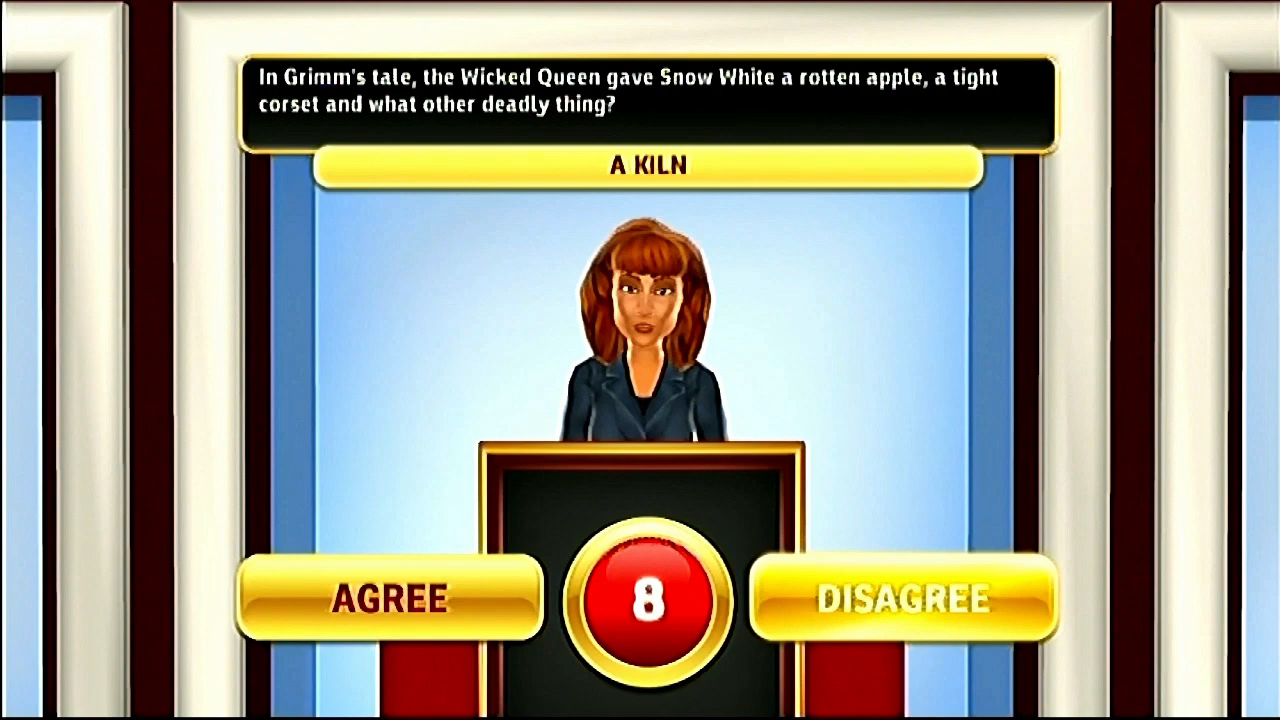 In Grimm's tale, the Wicked Queen gave Snow White a rotten apple, a tight
corset and what other deadly thing?
A KILN
AGREE
8
DISAGREE